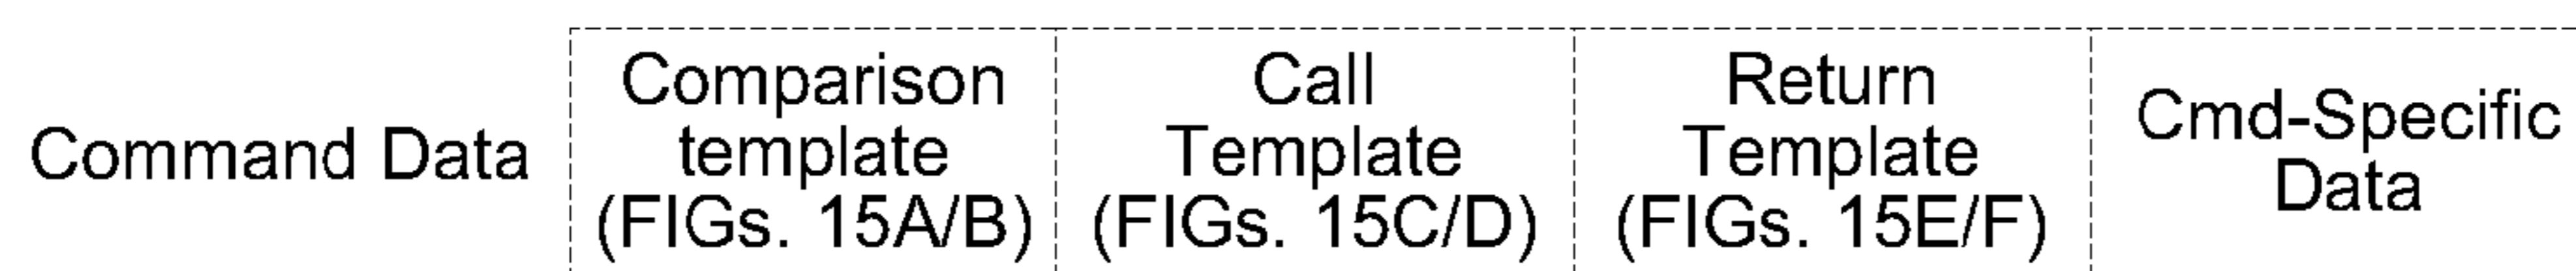 Command Data
Comparison
template
(FIGs. 15A/B)
Call
Template
(FIGs. 15C/D)
Return
Template
(FIGs. 15E/F)
Cmd-Specific
Data